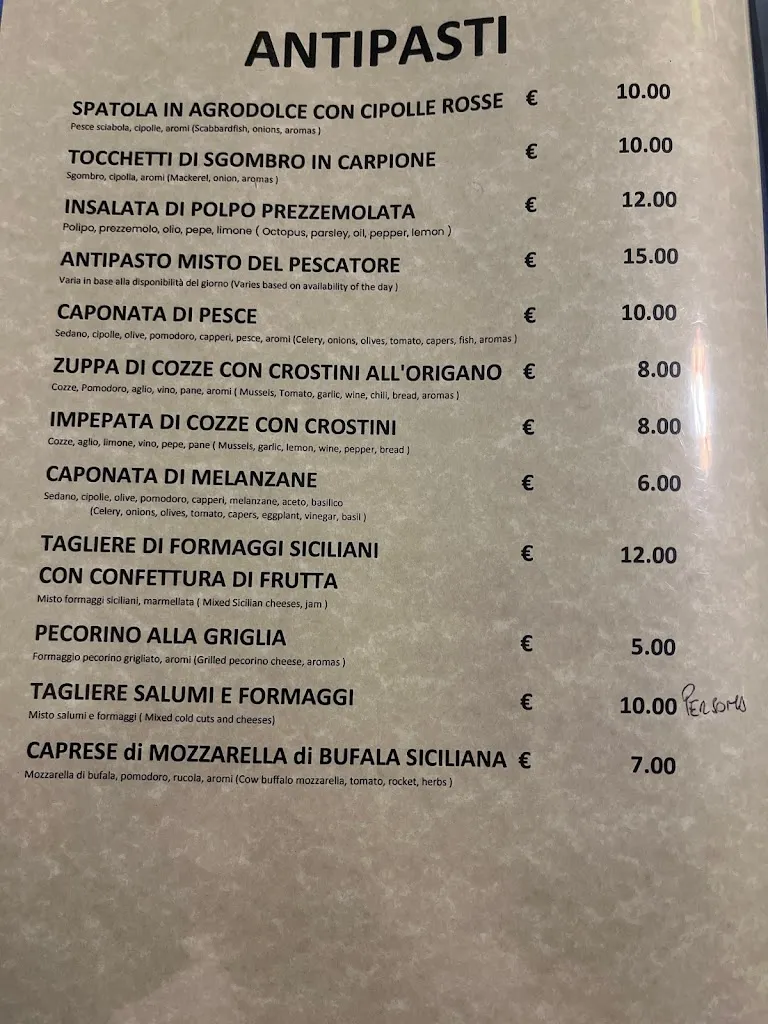 ANTIPASTI
SPATOLA IN AGRODOLCE CON CIPOLLE ROSSE € 10.00
Pesce sciabola, cipolle, aromi (Scabbardfish, onions, aromas )
TOCCHETTI DI SGOMBRO IN CARPIONE € 10.00
Sgombro, cipolla, aromi (Mackerel, onion, aromas )
INSALATA DI POLPO PREZZEMOLATA € 12.00
Polipo, prezzemolo, olio, pepe, limone ( Octopus, parsley, oil, pepper, lemon )
ANTIPASTO MISTO DEL PESCATORE € 15.00
Varia in base alla disponibilità del giorno (Varies based on availability of the day )
CAPONATA DI PESCE € 10.00
Sedano, cipolle, olive, pomodoro, capperi, pesce, aromi (Celery, onions, olives, tomato, capers, fish, aromas )
ZUPPA DI COZZE CON CROSTINI ALL'ORIGANO € 8.00
Cozze, Pomodoro, aglio, vino, pane, aromi ( Mussels, Tomato, garlic, wine, chili, bread, aromas )
IMPEPATA DI COZZE CON CROSTINI € 8.00
Cozze, aglio, limone, vino, pepe, pane ( Mussels, garlic, lemon, wine, pepper, bread )
CAPONATA DI MELANZANE € 6.00
Sedano, cipolle, olive, pomodoro, capperi, melanzane, aceto, basilico
(Celery, onions, olives, tomato, capers, eggplant, vinegar, basil )
TAGLIERE DI FORMAGGI SICILIANI € 12.00
CON CONFETTURA DI FRUTTA
Misto formaggi siciliani, marmellata ( Mixed Sicilian cheeses, jam )
PECORINO ALLA GRIGLIA € 5.00
Formaggio pecorino grigliato, aromi (Grilled pecorino cheese, aromas )
TAGLIERE SALUMI E FORMAGGI € 10.00 PERSONA
Misto salumi e formaggi ( Mixed cold cuts and cheeses)
CAPRESE di MOZZARELLA di BUFALA SICILIANA € 7.00
Mozzarella di bufala, pomodoro, rucola, aromi (Cow buffalo mozzarella, tomato, rocket, herbs )